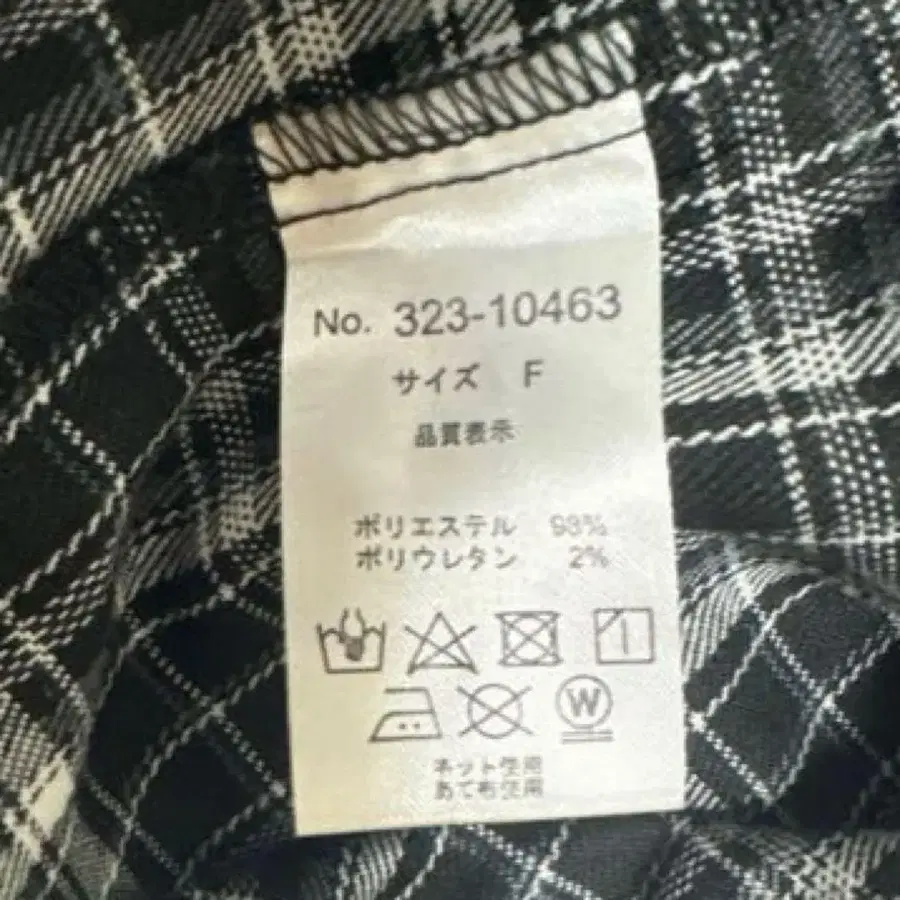 No. 323-10463
サイズ F
品質表示
ポリエステル 98%
ポリウレタン 2%
W
ネット使用
あて布使用